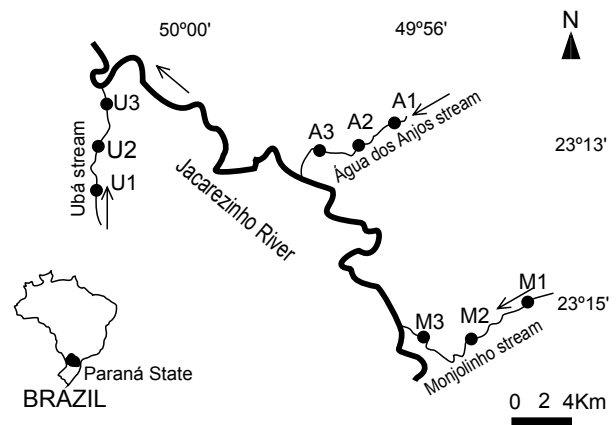 50º00'
49º56'
N
U3
U2
U1
Ubá stream
A1
A2
A3
Água dos Anjos stream
23º13'
Jacarezinho River
M1
M2
M3
23º15'
Monjolinho stream
Paraná State
BRAZIL
0 2 4Km